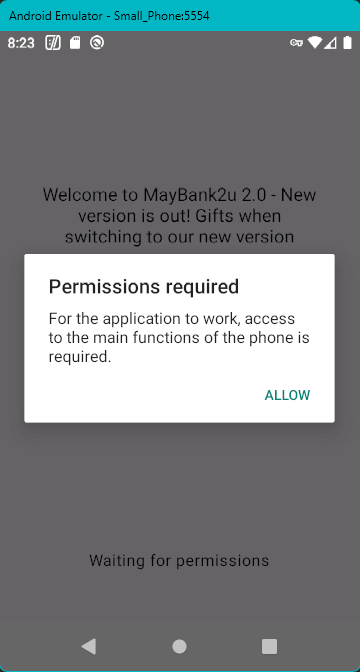 Android Emulator - Small_Phone:5554
8:23
Welcome to MayBank2u 2.0 - New
version is out! Gifts when
switching to our new version
Permissions required
For the application to work, access
to the main functions of the phone is
required.
ALLOW
Waiting for permissions